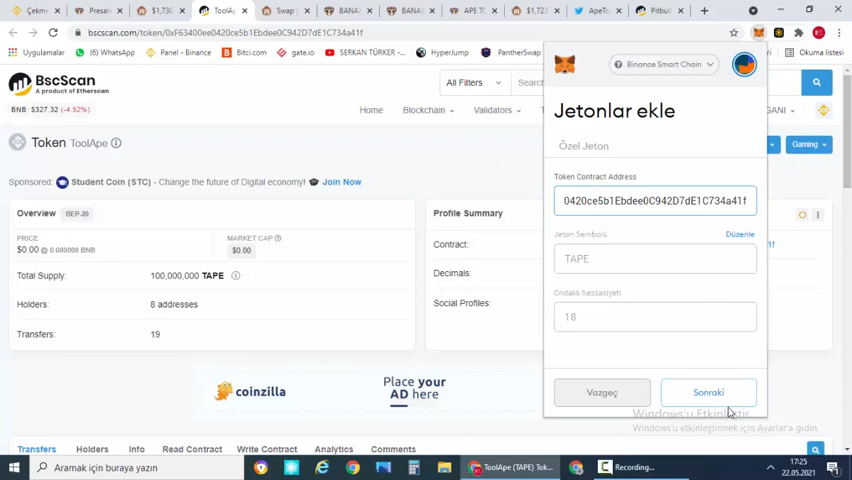 Çekme
Presale
$1,730
ToolApe
Swap |
BANAN
BANAN
APE TO
$1,723
ApeTo
Pitbull
bscscan.com/token/0xF63400ee0420ce5b1Ebdee0C942D7dE1C734a41f
Uygulamalar
(6) WhatsApp
Panel - Binance
Bitci.com
gate.io
SERKAN TÜRKER -
HyperJump
PantherSwap
Okuma listesi
BscScan
A product of Etherscan
All Filters
BNB: $327.32 (-4.52%)
Home
Blockchain
Validators
Token ToolApe
Gaming
Sponsored: Student Coin (STC) - Change the future of Digital economy! Join Now
Overview BEP-20
PRICE
$0.00 @ 0.000000 BNB
MARKET CAP
$0.00
Total Supply: 100,000,000 TAPE
Holders: 8 addresses
Transfers: 19
Profile Summary
Contract:
Decimals:
Social Profiles:
Binance Smart Chain
Jetonlar ekle
Özel Jeton
Token Contract Address
0420ce5b1Ebdee0C942D7dE1C734a41f
Jeton Sembolü
Düzenle
TAPE
Ondalık hassasiyeti
18
Vazgeç
Sonraki
coinzilla
Place your
AD here
Windows'u Etkinleştir
Windows'u etkinleştirmek için Ayarlar'a gidin.
Transfers
Holders
Info
Read Contract
Write Contract
Analytics
Comments
Aramak için buraya yazın
ToolApe (TAPE) Tok...
Recording...
17:25
22.05.2021